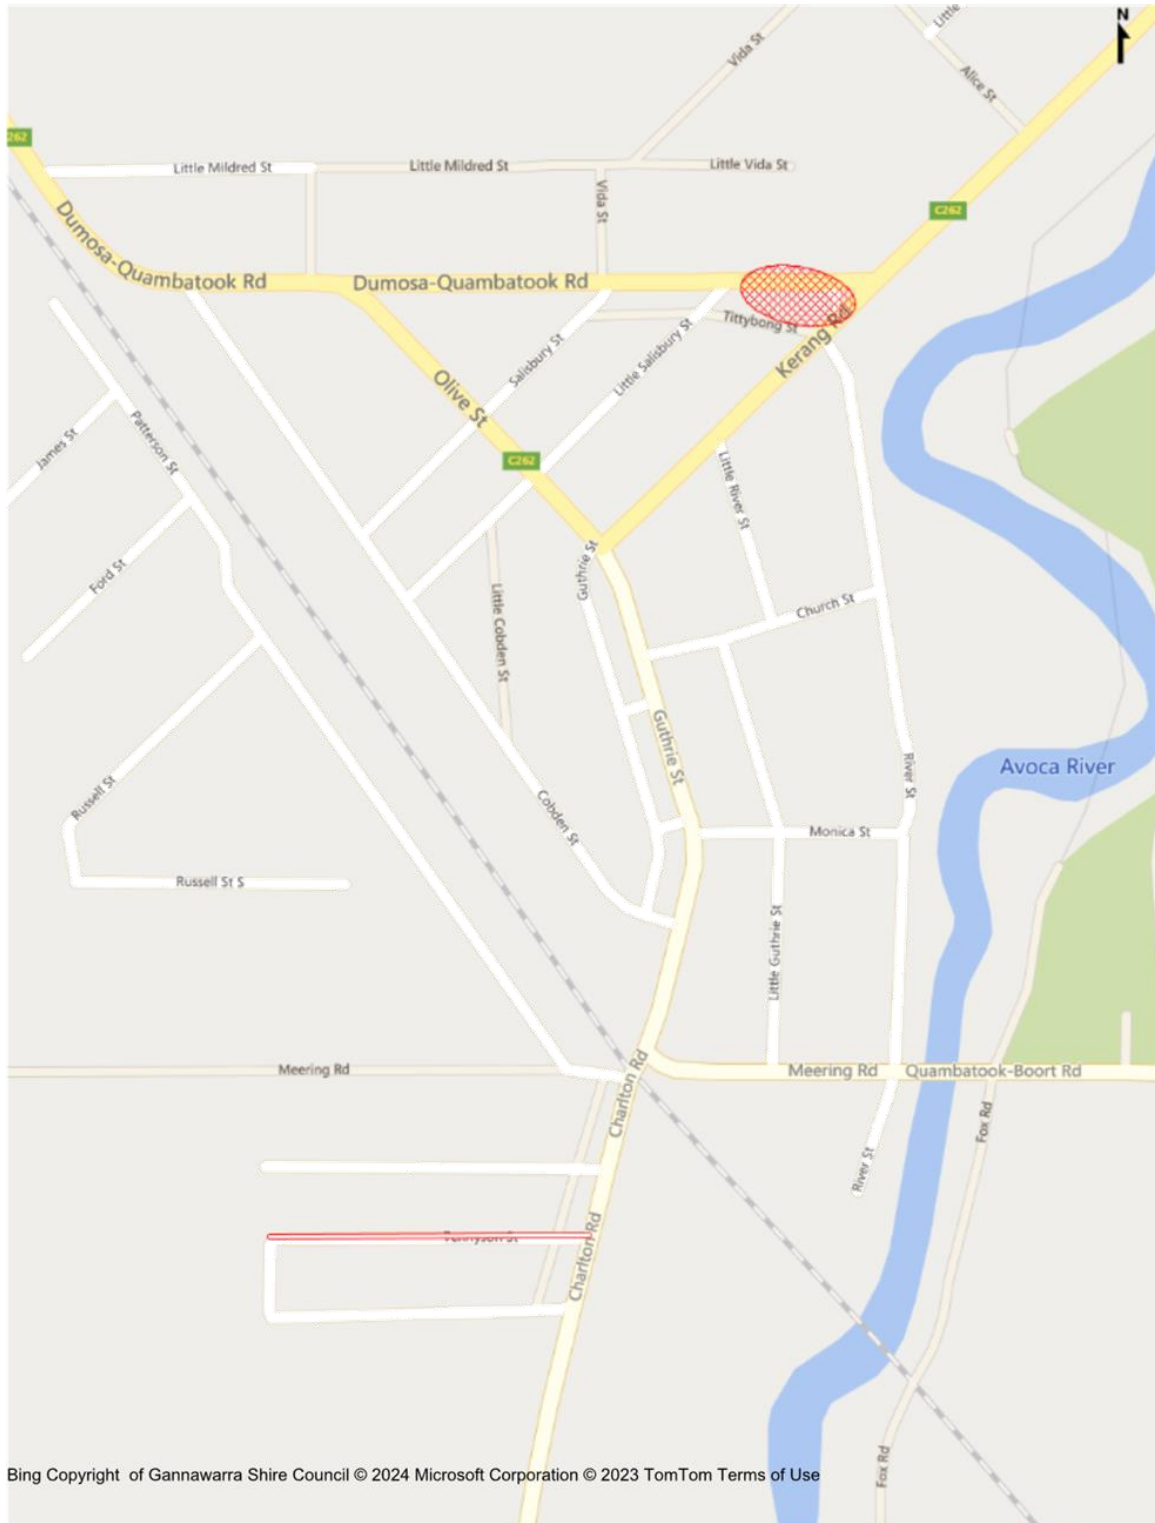 N
Little
Vida St
Alice St
262
Little Mildred St
Little Mildred St
Little Vida St
Vida St
C262
Dumosa-Quambatook Rd
Dumosa-Quambatook Rd
Tittybong St
Kerang Rd
Salisbury St
Little Salisbury St
Olive St
Patterson St
James St
C262
Little River St
Ford St
Guthrie St
Little Cobden St
Church St
Guthrie St
River St
Avoca River
Russell St
Cobden St
Monica St
Russell St S
Little Guthrie St
Meering Rd
Charlton Rd
Meering Rd
Quambatook-Boort Rd
Fox Rd
River St
Tennyson St
Charlton Rd
Fox Rd
Bing Copyright of Gannawarra Shire Council © 2024 Microsoft Corporation © 2023 TomTom Terms of Use